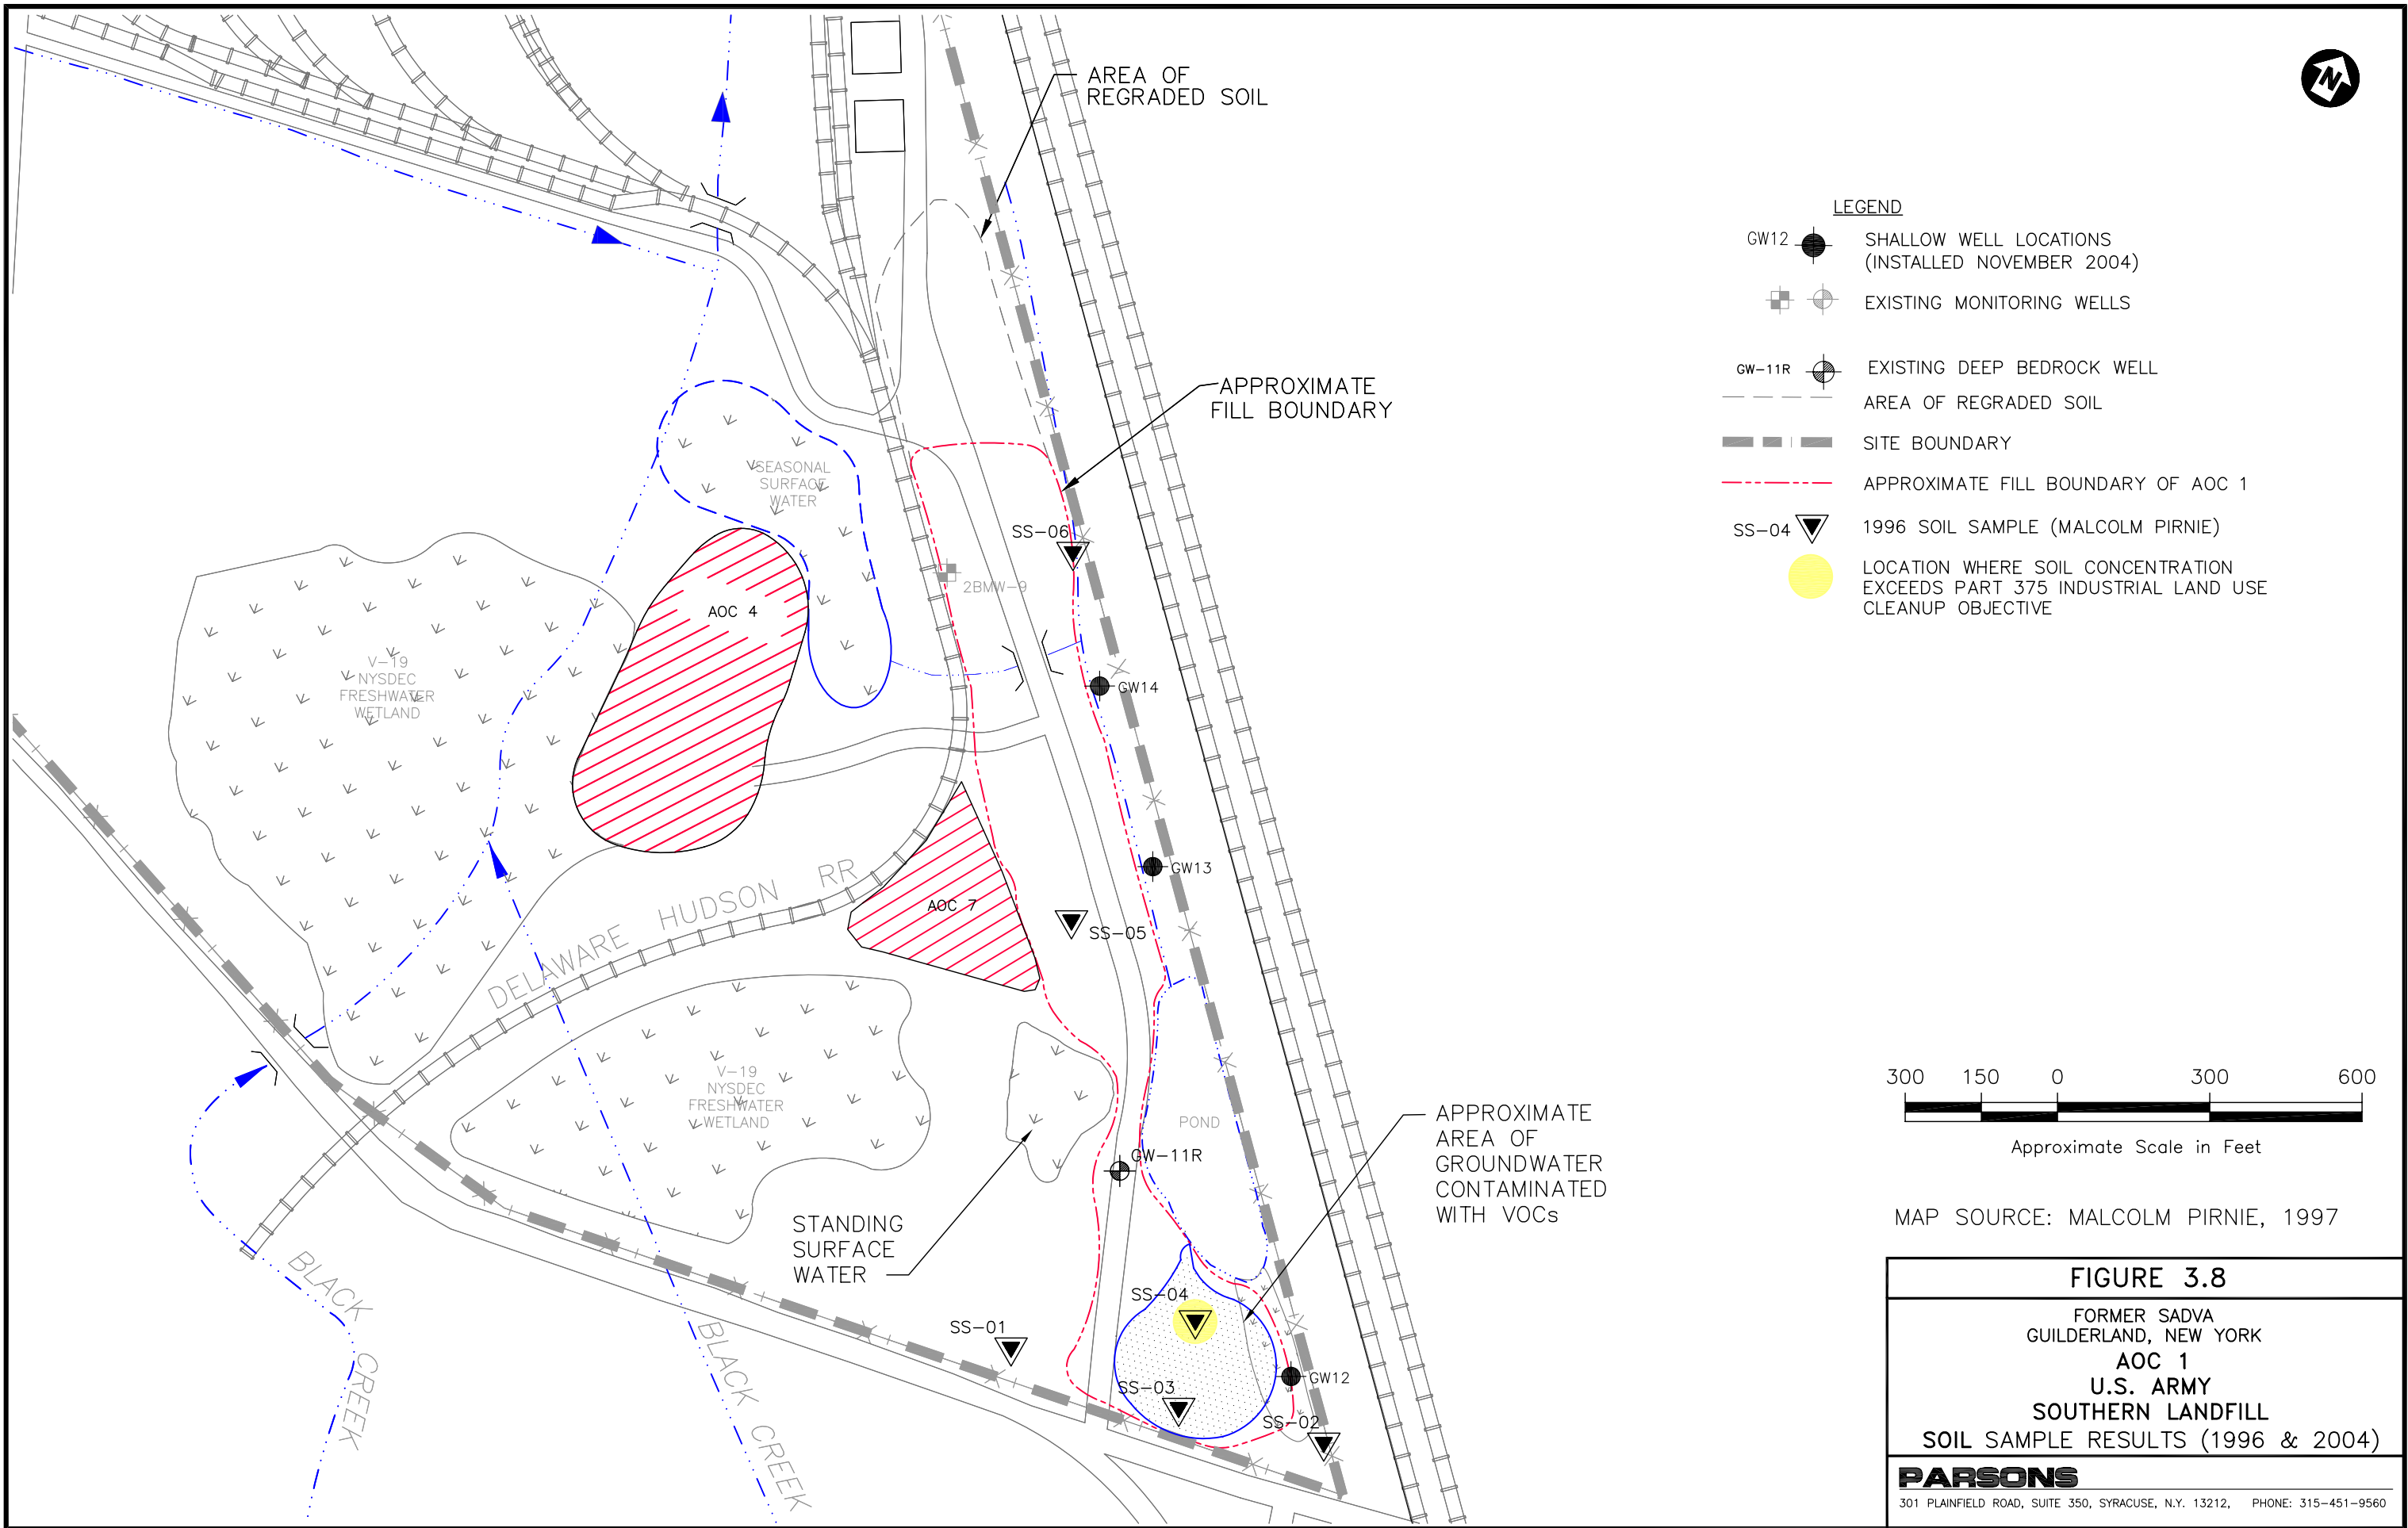 AREA OF
REGRADED SOIL
N
LEGEND
GW12
SHALLOW WELL LOCATIONS
(INSTALLED NOVEMBER 2004)
EXISTING MONITORING WELLS
GW-11R
EXISTING DEEP BEDROCK WELL
AREA OF REGRADED SOIL
SITE BOUNDARY
APPROXIMATE FILL BOUNDARY OF AOC 1
SS-04
1996 SOIL SAMPLE (MALCOLM PIRNIE)
LOCATION WHERE SOIL CONCENTRATION
EXCEEDS PART 375 INDUSTRIAL LAND USE
CLEANUP OBJECTIVE
APPROXIMATE
FILL BOUNDARY
SEASONAL
SURFACE
WATER
SS-06
2BMW-9
AOC 4
V-19
NYSDEC
FRESHWATER
WETLAND
GW14
GW13
DELAWARE HUDSON RR
AOC 7
SS-05
V-19
NYSDEC
FRESHWATER
WETLAND
POND
GW-11R
APPROXIMATE
AREA OF
GROUNDWATER
CONTAMINATED
WITH VOCs
STANDING
SURFACE
WATER
BLACK
CREEK
BLACK CREEK
SS-04
SS-01
SS-03
GW12
SS-02
300 150 0 300 600
Approximate Scale in Feet
MAP SOURCE: MALCOLM PIRNIE, 1997
FIGURE 3.8
FORMER SADVA
GUILDERLAND, NEW YORK
AOC 1
U.S. ARMY
SOUTHERN LANDFILL
SOIL SAMPLE RESULTS (1996 & 2004)
PARSONS
301 PLAINFIELD ROAD, SUITE 350, SYRACUSE, N.Y. 13212, PHONE: 315-451-9560